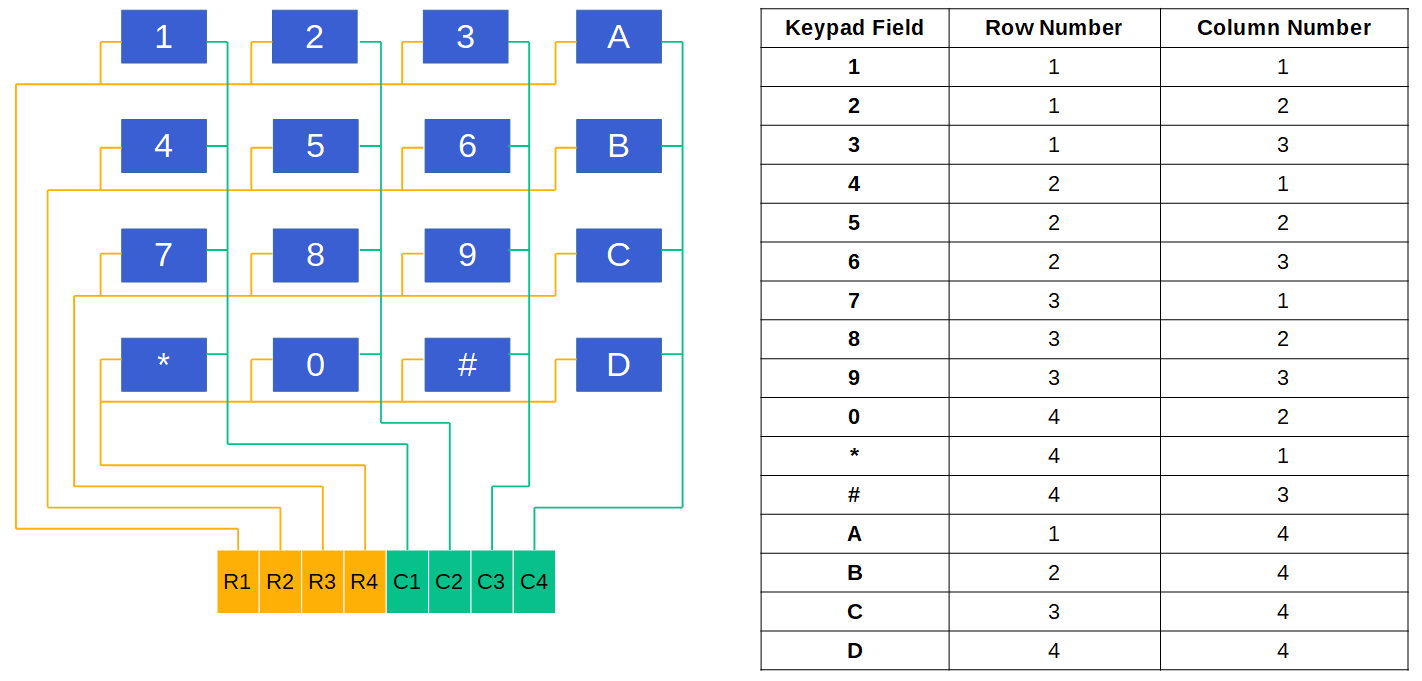 1 2 3 A
4 5 6 B
7 8 9 C
* 0 # D
R1 R2 R3 R4 C1 C2 C3 C4
Keypad Field Row Number Column Number
1 1 1
2 1 2
3 1 3
4 2 1
5 2 2
6 2 3
7 3 1
8 3 2
9 3 3
0 4 2
* 4 1
# 4 3
A 1 4
B 2 4
C 3 4
D 4 4